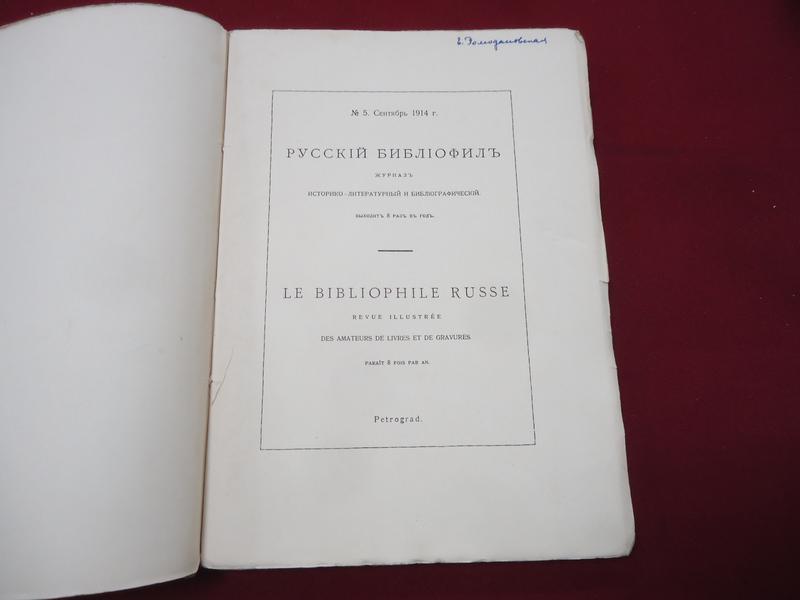 Е. Ромодановская
№ 5. Сентябрь 1914 г.
РУССКІЙ БИБЛІОФИЛЪ
ЖУРНАЛЪ
ИСТОРИКО-ЛИТЕРАТУРНЫЙ И БИБЛІОГРАФИЧЕСКІЙ.
ВЫХОДИТЪ 8 РАЗЪ ВЪ ГОДЪ.
LE BIBLIOPHILE RUSSE
REVUE ILLUSTRÉE
DES AMATEURS DE LIVRES ET DE GRAVURES
PARAÎT 8 FOIS PAR AN.
Petrograd.